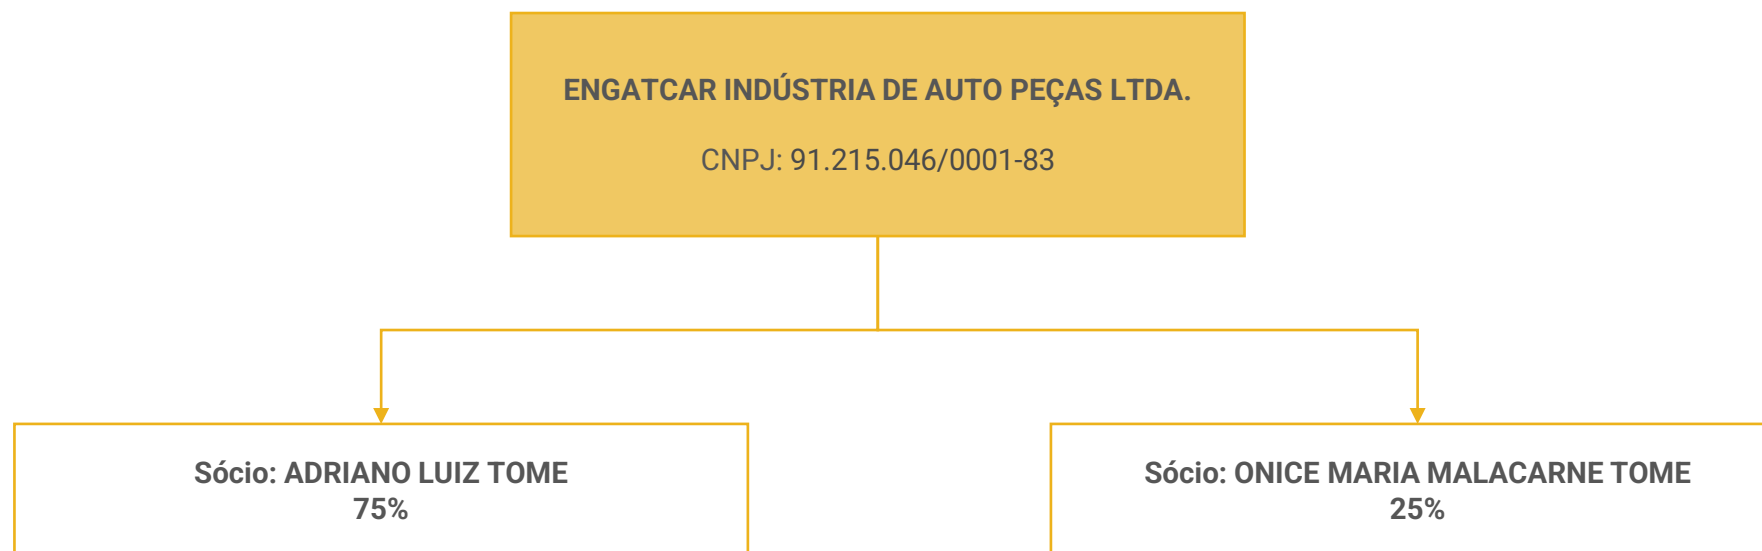 ENGATCAR INDÚSTRIA DE AUTO PEÇAS LTDA.
CNPJ: 91.215.046/0001-83
Sócio: ADRIANO LUIZ TOME
75%
Sócio: ONICE MARIA MALACARNE TOME
25%